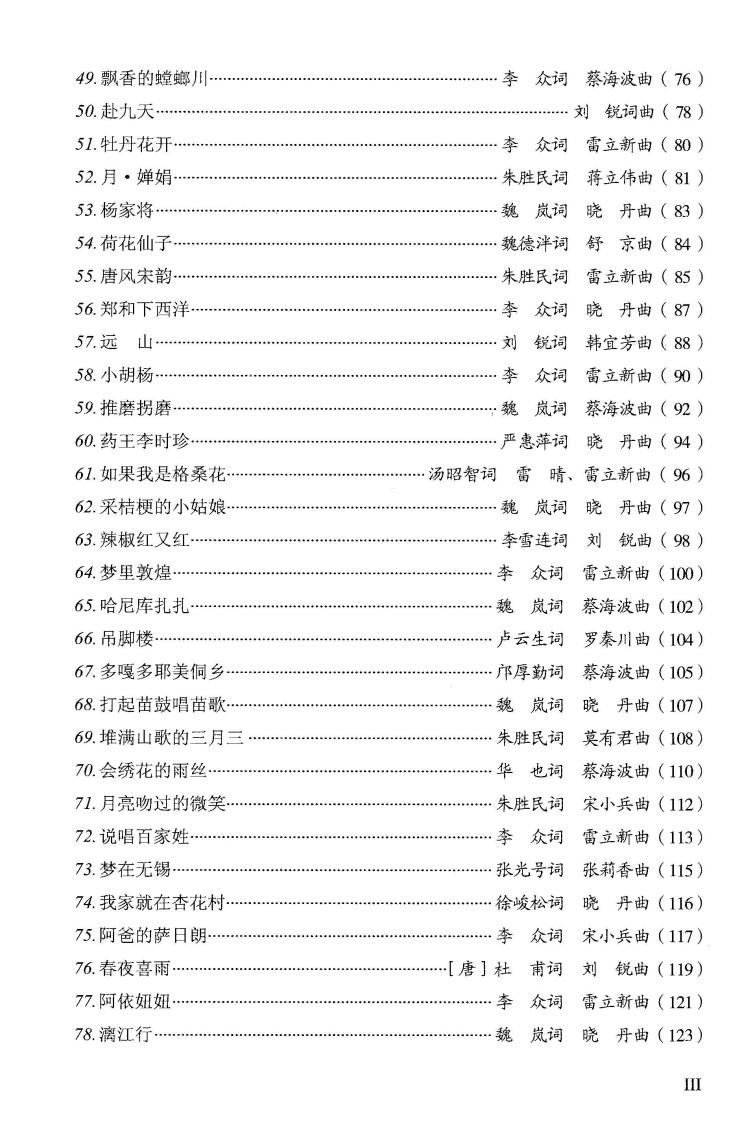 49.飘香的螳螂川……李　众词　蔡海波曲（76）
50.赴九天……刘　锐词曲（78）
51.牡丹花开……李　众词　雷立新曲（80）
52.月·婵娟……朱胜民词　蒋立伟曲（81）
53.杨家将……魏　岚词　晓　丹曲（83）
54.荷花仙子……魏德泮词　舒　京曲（84）
55.唐风宋韵……朱胜民词　雷立新曲（85）
56.郑和下西洋……李　众词　晓　丹曲（87）
57.远　山……刘　锐词　韩宜芳曲（88）
58.小胡杨……李　众词　雷立新曲（90）
59.推磨拐磨……魏　岚词　蔡海波曲（92）
60.药王李时珍……严惠萍词　晓　丹曲（94）
61.如果我是格桑花……汤昭智词　雷　晴、雷立新曲（96）
62.采桔梗的小姑娘……魏　岚词　晓　丹曲（97）
63.辣椒红又红……李雪连词　刘　锐曲（98）
64.梦里敦煌……李　众词　雷立新曲（100）
65.哈尼库扎扎……魏　岚词　蔡海波曲（102）
66.吊脚楼……卢云生词　罗秦川曲（104）
67.多嘎多耶美侗乡……邝厚勤词　蔡海波曲（105）
68.打起苗鼓唱苗歌……魏　岚词　晓　丹曲（107）
69.堆满山歌的三月三……朱胜民词　莫有君曲（108）
70.会绣花的雨丝……华　也词　蔡海波曲（110）
71.月亮吻过的微笑……朱胜民词　宋小兵曲（112）
72.说唱百家姓……李　众词　雷立新曲（113）
73.梦在无锡……张光号词　张莉香曲（115）
74.我家就在杏花村……徐峻松词　晓　丹曲（116）
75.阿爸的萨日朗……李　众词　宋小兵曲（117）
76.春夜喜雨……［唐］杜　甫词　刘　锐曲（119）
77.阿依妞妞……李　众词　雷立新曲（121）
78.漓江行……魏　岚词　晓　丹曲（123）
III